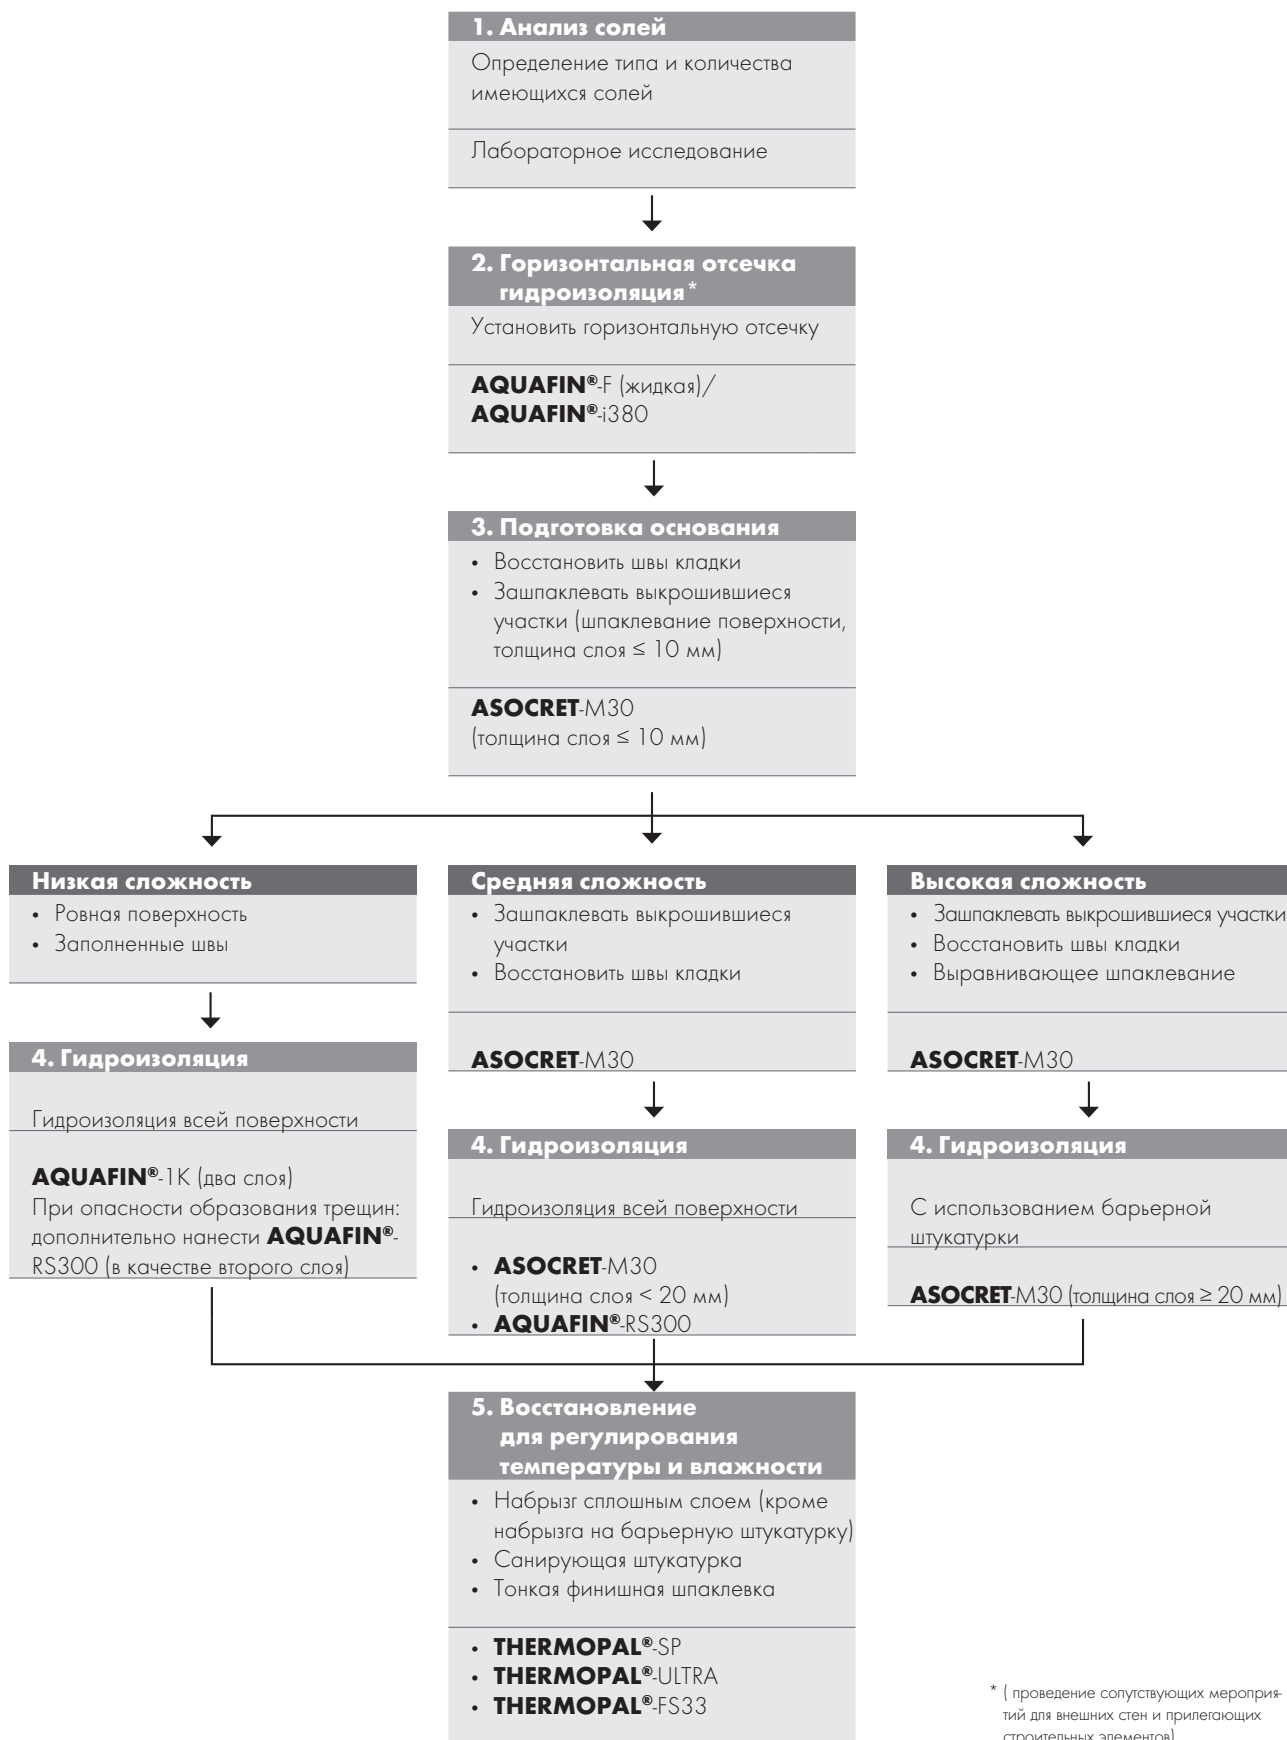 1. Анализ солей
Определение типа и количества
имеющихся солей
Лабораторное исследование
2. Горизонтальная отсечка
гидроизоляция*
Установить горизонтальную отсечку
AQUAFIN®-F (жидкая)/
AQUAFIN®-i380
3. Подготовка основания
• Восстановить швы кладки
• Зашпаклевать выкрошившиеся
участки (шпаклевание поверхности,
толщина слоя ≤ 10 мм)
ASOCRET-M30
(толщина слоя ≤ 10 мм)
Низкая сложность
• Ровная поверхность
• Заполненные швы
4. Гидроизоляция
Гидроизоляция всей поверхности
AQUAFIN®-1K (два слоя)
При опасности образования трещин:
дополнительно нанести AQUAFIN®-
RS300 (в качестве второго слоя)
Средняя сложность
• Зашпаклевать выкрошившиеся
участки
• Восстановить швы кладки
ASOCRET-M30
4. Гидроизоляция
Гидроизоляция всей поверхности
• ASOCRET-M30
(толщина слоя < 20 мм)
• AQUAFIN®-RS300
Высокая сложность
• Зашпаклевать выкрошившиеся участки
• Восстановить швы кладки
• Выравнивающее шпаклевание
ASOCRET-M30
4. Гидроизоляция
С использованием барьерной
штукатурки
ASOCRET-M30 (толщина слоя ≥ 20 мм)
5. Восстановление
для регулирования
температуры и влажности
• Набрызг сплошным слоем (кроме
набрызга на барьерную штукатурку)
• Санирующая штукатурка
• Тонкая финишная шпаклевка
• THERMOPAL®-SP
• THERMOPAL®-ULTRA
• THERMOPAL®-FS33
* ( проведение сопутствующих мероприя-
тий для внешних стен и прилегающих
строительных элементов)